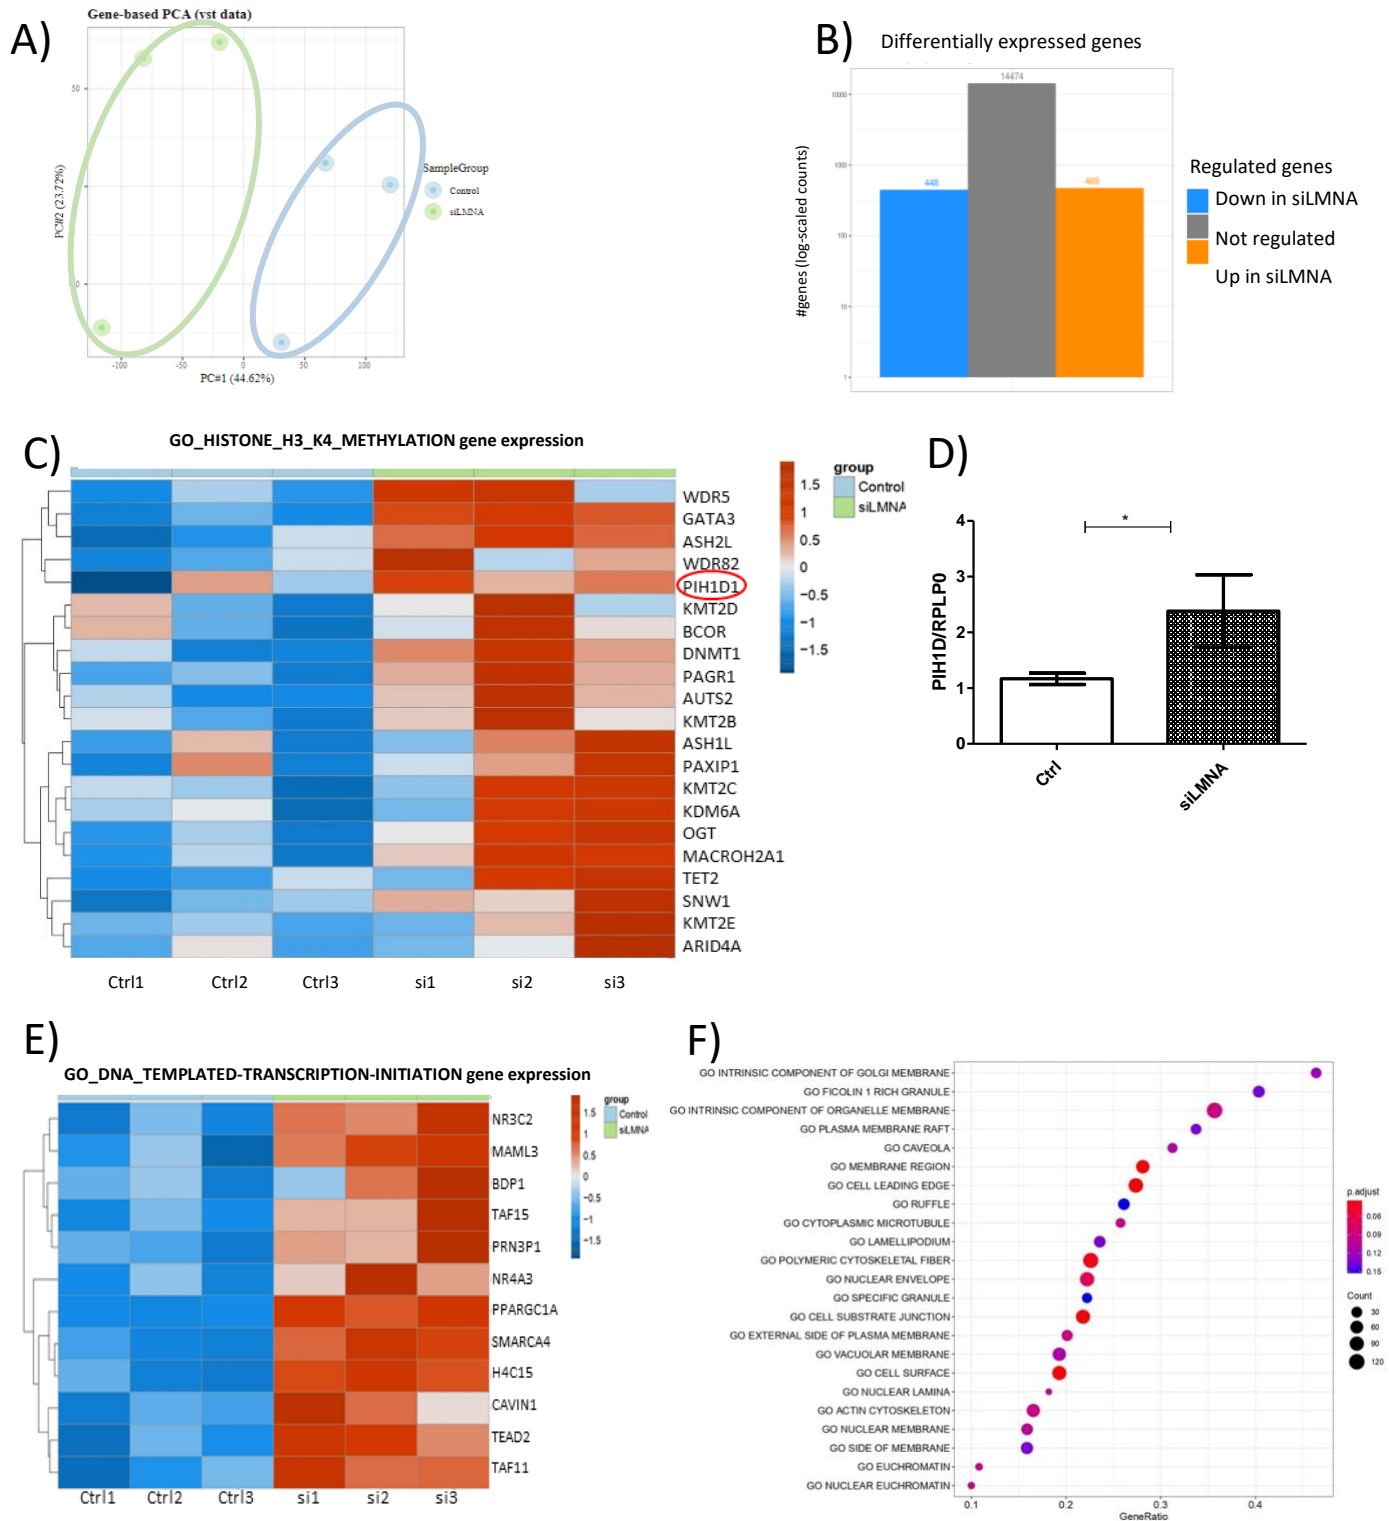 A)
Gene-based PCA (vst data)
50
PC#2 (23.72%)
-100
-50
0
50
100
PC#1 (44.62%)
SampleGroup
Control
siLMNA
B)
Differentially expressed genes
14474
448
469
10000
1000
100
10
1
#genes (log-scaled counts)
Regulated genes
Down in siLMNA
Not regulated
Up in siLMNA
C)
GO_HISTONE_H3_K4_METHYLATION gene expression
WDR5
GATA3
ASH2L
WDR82
PIH1D1
KMT2D
BCOR
DNMT1
PAGR1
AUTS2
KMT2B
ASH1L
PAXIP1
KMT2C
KDM6A
OGT
MACROH2A1
TET2
SNW1
KMT2E
ARID4A
Ctrl1 Ctrl2 Ctrl3 si1 si2 si3
1.5
1
0.5
0
−0.5
−1
−1.5
group
Control
siLMNA
D)
PIH1D/RPLP0
4
3
2
1
0
*
Ctrl
siLMNA
E)
GO_DNA_TEMPLATED-TRANSCRIPTION-INITIATION gene expression
NR3C2
MAML3
BDP1
TAF15
PRN3P1
NR4A3
PPARGC1A
SMARCA4
H4C15
CAVIN1
TEAD2
TAF11
Ctrl1 Ctrl2 Ctrl3 si1 si2 si3
1.5
1
0.5
0
−0.5
−1
−1.5
group
Control
siLMNA
F)
GO INTRINSIC COMPONENT OF GOLGI MEMBRANE
GO FICOLIN 1 RICH GRANULE
GO INTRINSIC COMPONENT OF ORGANELLE MEMBRANE
GO PLASMA MEMBRANE RAFT
GO CAVEOLA
GO MEMBRANE REGION
GO CELL LEADING EDGE
GO RUFFLE
GO CYTOPLASMIC MICROTUBULE
GO LAMELLIPODIUM
GO POLYMERIC CYTOSKELETAL FIBER
GO NUCLEAR ENVELOPE
GO SPECIFIC GRANULE
GO CELL SUBSTRATE JUNCTION
GO EXTERNAL SIDE OF PLASMA MEMBRANE
GO VACUOLAR MEMBRANE
GO CELL SURFACE
GO NUCLEAR LAMINA
GO ACTIN CYTOSKELETON
GO NUCLEAR MEMBRANE
GO SIDE OF MEMBRANE
GO EUCHROMATIN
GO NUCLEAR EUCHROMATIN
0.1 0.2 0.3 0.4
GeneRatio
p.adjust
0.06
0.09
0.12
0.15
Count
30
60
90
120